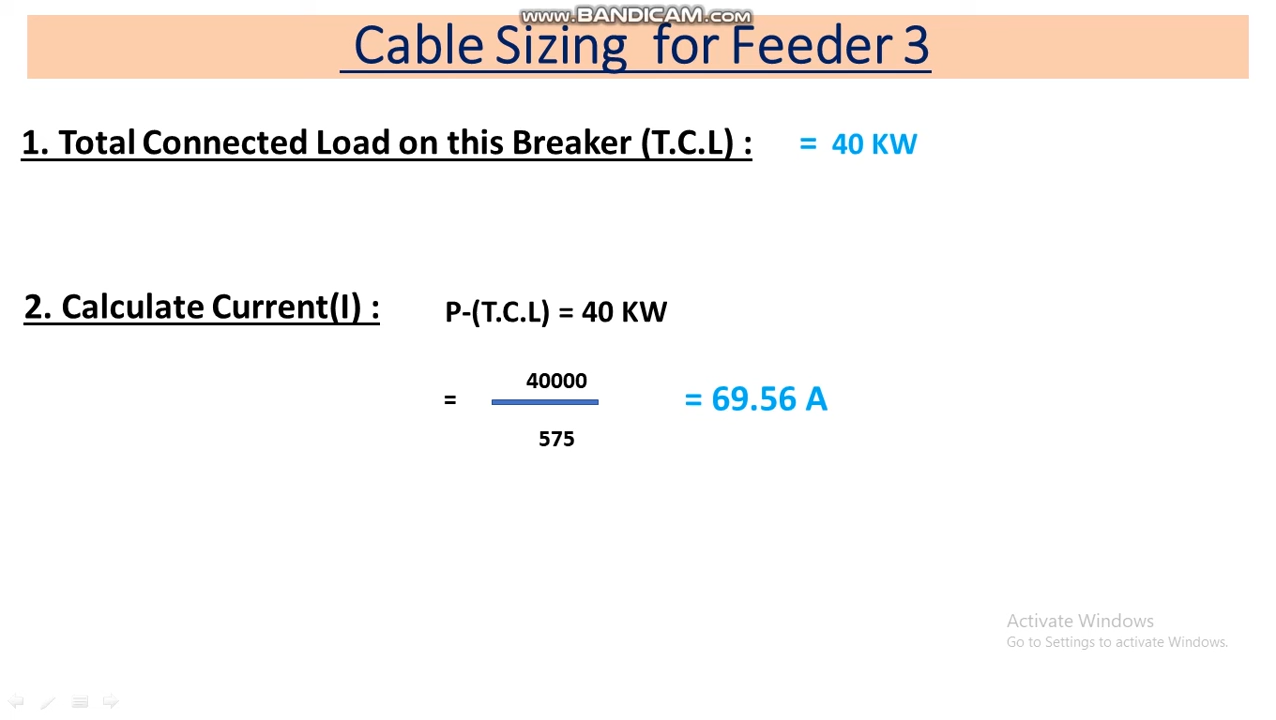 www.BANDICAM.com
Cable Sizing for Feeder 3
1. Total Connected Load on this Breaker (T.C.L) : = 40 KW
2. Calculate Current(I) : P-(T.C.L) = 40 KW
40000
= = 69.56 A
575
Activate Windows
Go to Settings to activate Windows.